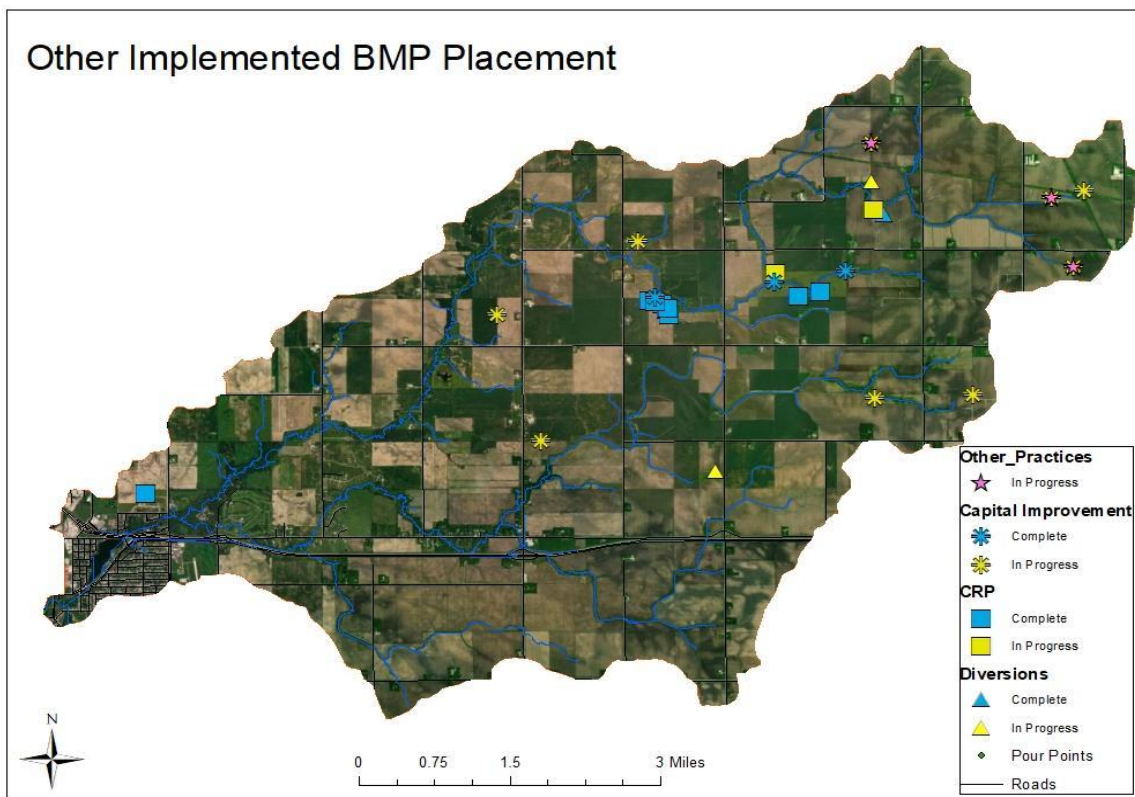 Other Implemented BMP Placement
Other_Practices
In Progress
Capital Improvement
Complete
In Progress
CRP
Complete
In Progress
Diversions
Complete
In Progress
Pour Points
Roads
N
0 0.75 1.5 3 Miles